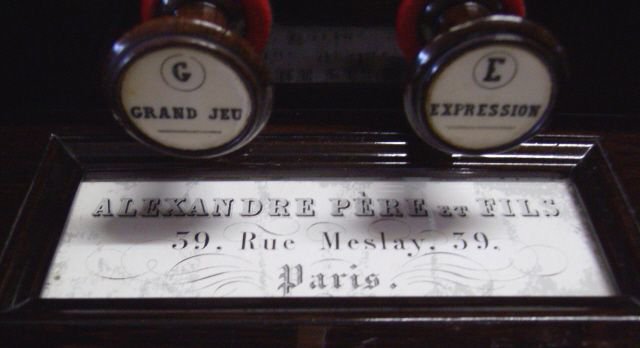 G
GRAND JEU
E
EXPRESSION
ALEXANDRE PÈRE ET FILS
39, Rue Meslay, 39,
Paris.